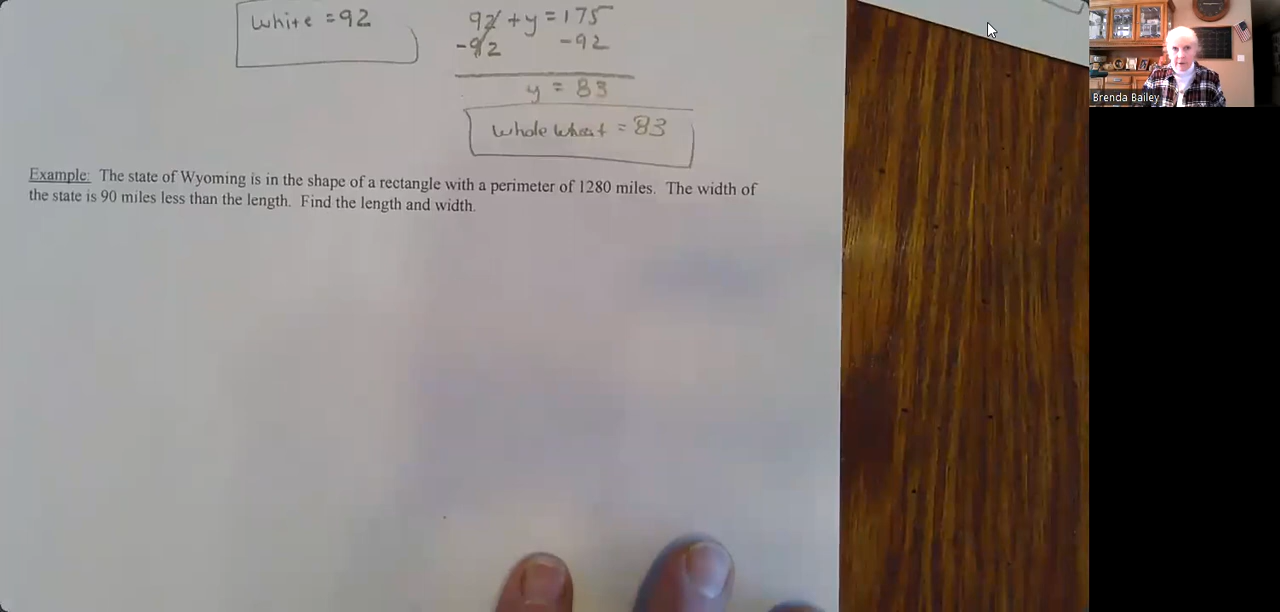 white = 92
92 + y = 175
-92 -92
y = 83
whole wheat = 83
Example: The state of Wyoming is in the shape of a rectangle with a perimeter of 1280 miles. The width of
the state is 90 miles less than the length. Find the length and width.
Brenda Bailey